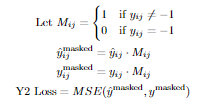 Let M_{ij} = { 1 if y_{ij} ≠ −1
0 if y_{ij} = −1
ŷ_{ij}^{masked} = ŷ_{ij} · M_{ij}
y_{ij}^{masked} = y_{ij} · M_{ij}
Y2 Loss = MSE(ŷ^{masked}, y^{masked})